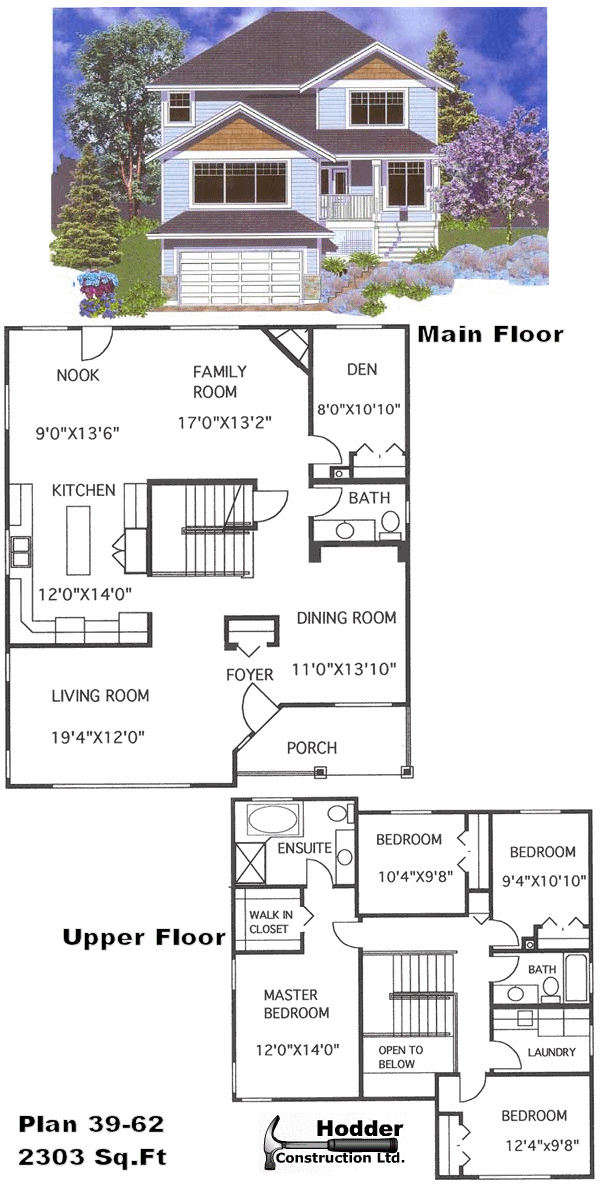 Main Floor
NOOK
9'0"X13'6"
FAMILY
ROOM
17'0"X13'2"
DEN
8'0"X10'10"
KITCHEN
12'0"X14'0"
BATH
DINING ROOM
11'0"X13'10"
FOYER
LIVING ROOM
19'4"X12'0"
PORCH
Upper Floor
ENSUITE
BEDROOM
10'4"X9'8"
BEDROOM
9'4"X10'10"
WALK IN
CLOSET
MASTER
BEDROOM
12'0"X14'0"
BATH
OPEN TO
BELOW
LAUNDRY
BEDROOM
12'4"x9'8"
Plan 39-62
2303 Sq.Ft
Hodder
Construction Ltd.